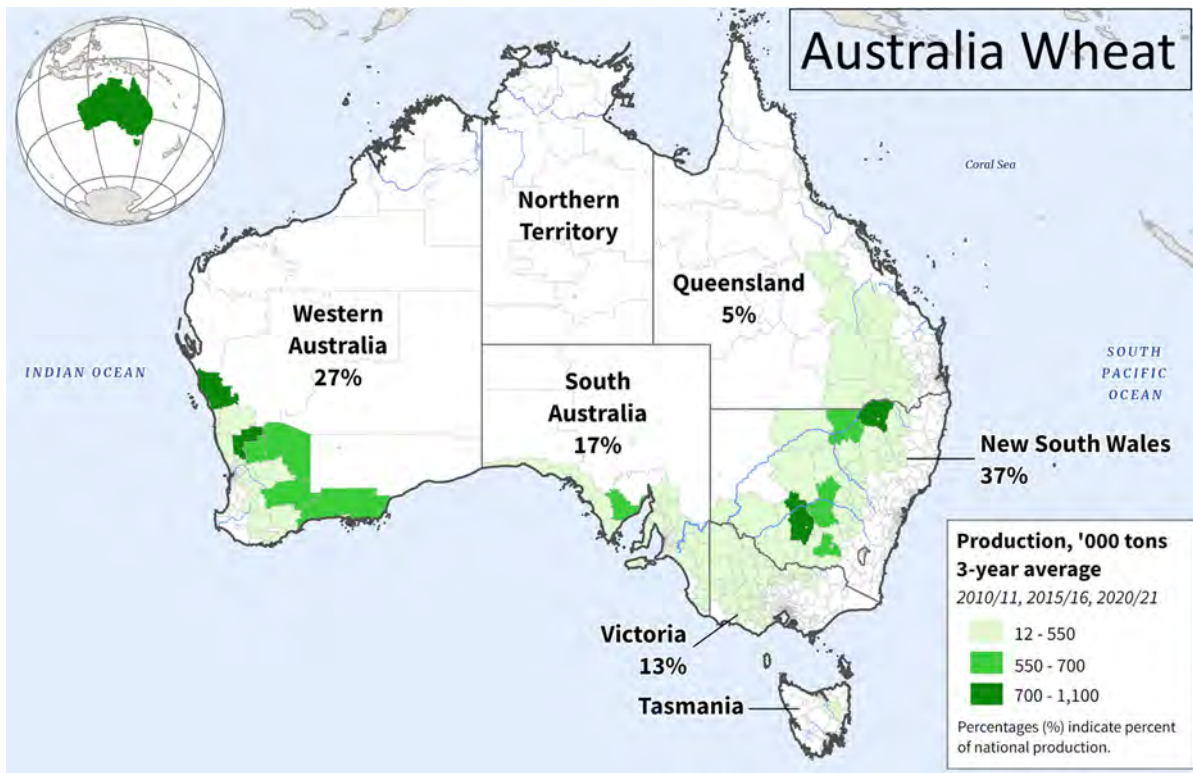 Australia Wheat
Coral Sea
Northern
Territory
Queensland
5%
Western
Australia
27%
INDIAN OCEAN
SOUTH
PACIFIC
OCEAN
South
Australia
17%
New South Wales
37%
Victoria
13%
Tasmania
Production, '000 tons
3-year average
2010/11, 2015/16, 2020/21
12 - 550
550 - 700
700 - 1,100
Percentages (%) indicate percent
of national production.